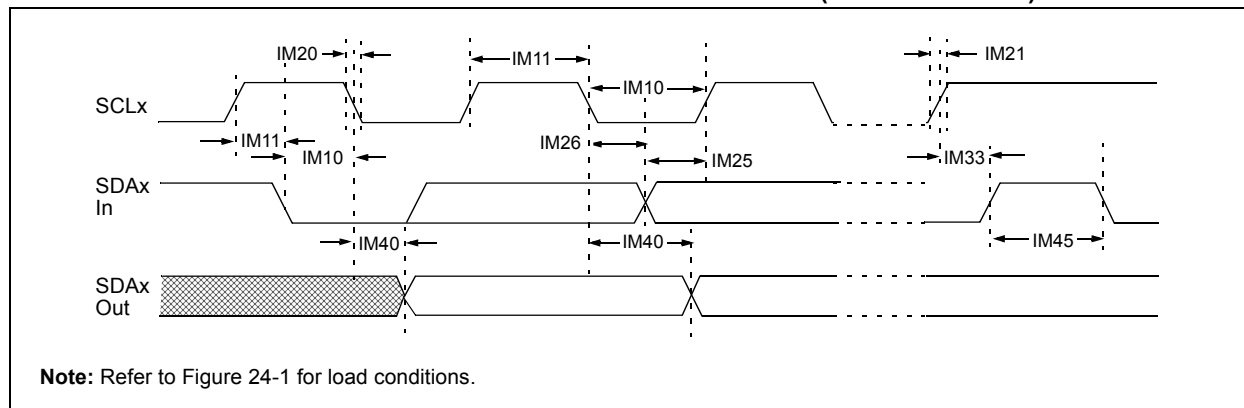 IM20
IM11
IM21
SCLx
IM10
IM11
IM10
IM26
IM25
IM33
SDAx
In
IM40
IM40
IM45
SDAx
Out
Note: Refer to Figure 24-1 for load conditions.